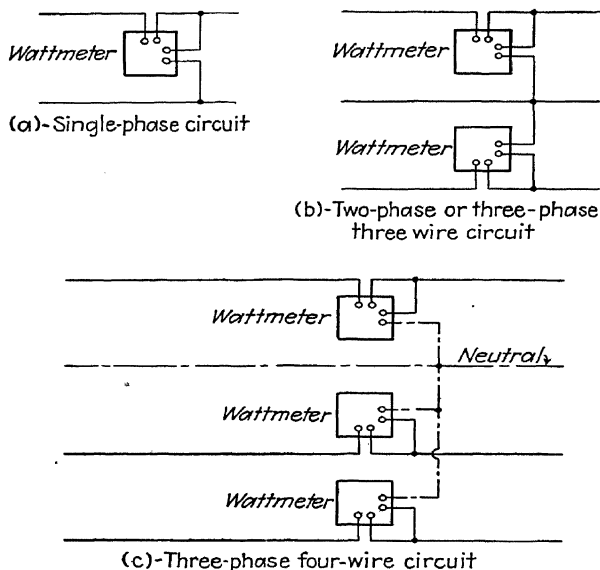 Wattmeter
(a)-Single-phase circuit
Wattmeter
Wattmeter
(b)-Two-phase or three-phase
three wire circuit
Wattmeter
Neutral
Wattmeter
Wattmeter
(c)-Three-phase four-wire circuit